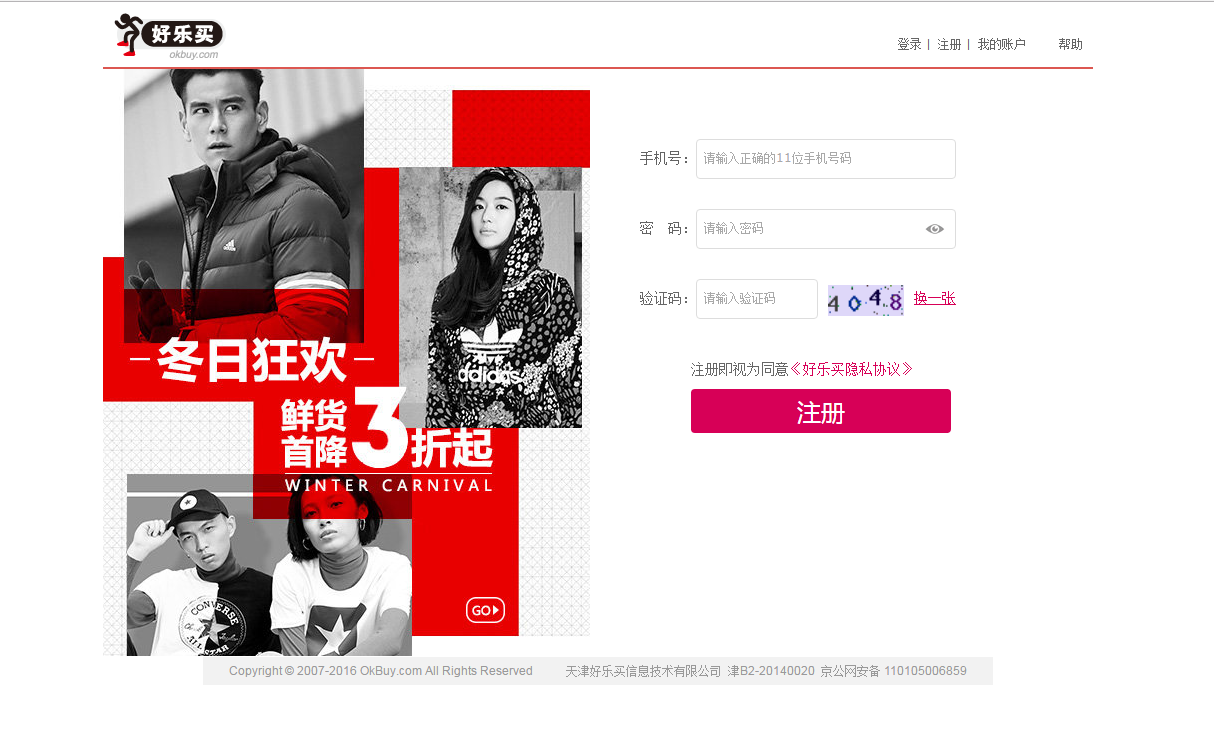 好乐买
okbuy.com
登录 | 注册 | 我的账户 帮助
冬日狂欢
鲜货
首降
3折起
WINTER CARNIVAL
adidas
adidas
CONVERSE
ALL STAR
GO
手机号： 请输入正确的11位手机号码
密 码： 请输入密码
验证码： 请输入验证码 4048 换一张
注册即视为同意《好乐买隐私协议》
注册
Copyright © 2007-2016 OkBuy.com All Rights Reserved 天津好乐买信息技术有限公司 津B2-20140020 京公网安备 110105006859